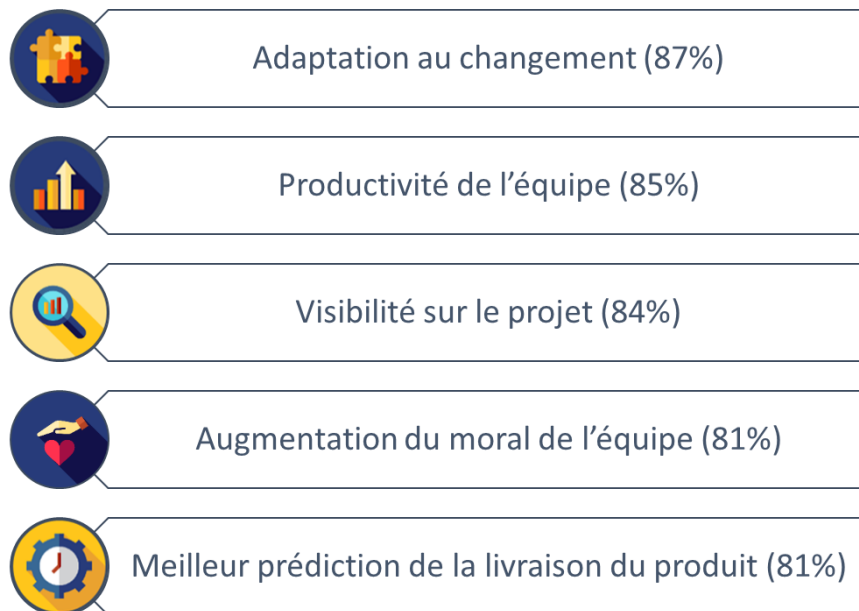 Adaptation au changement (87%)
Productivité de l’équipe (85%)
Visibilité sur le projet (84%)
Augmentation du moral de l’équipe (81%)
Meilleur prédiction de la livraison du produit (81%)